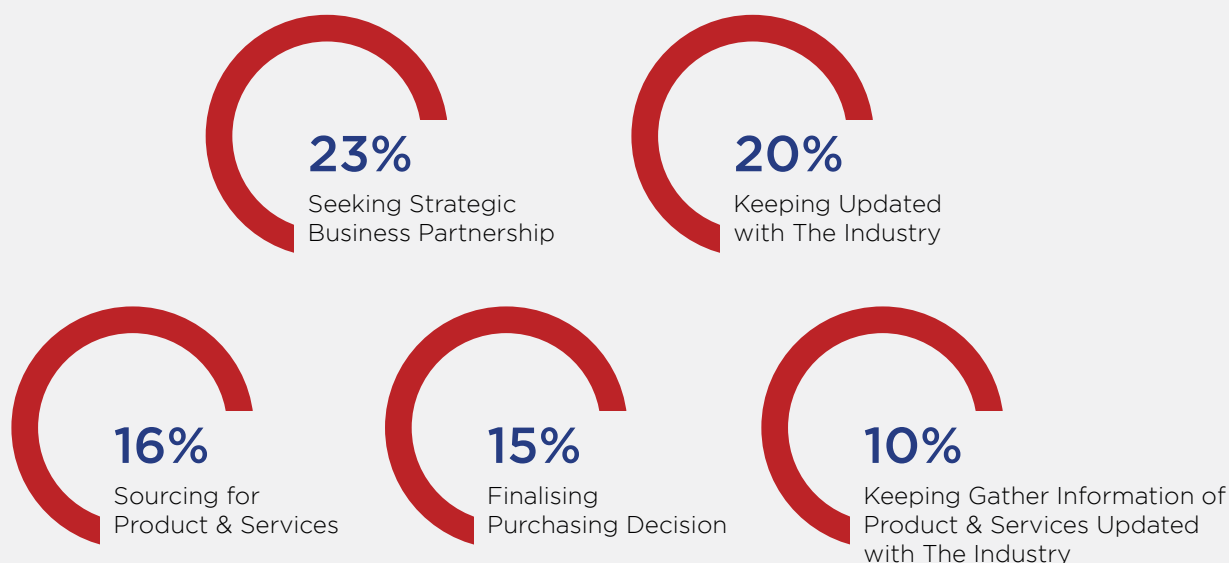 23%
Seeking Strategic
Business Partnership
20%
Keeping Updated
with The Industry
16%
Sourcing for
Product & Services
15%
Finalising
Purchasing Decision
10%
Keeping Gather Information of
Product & Services Updated
with The Industry